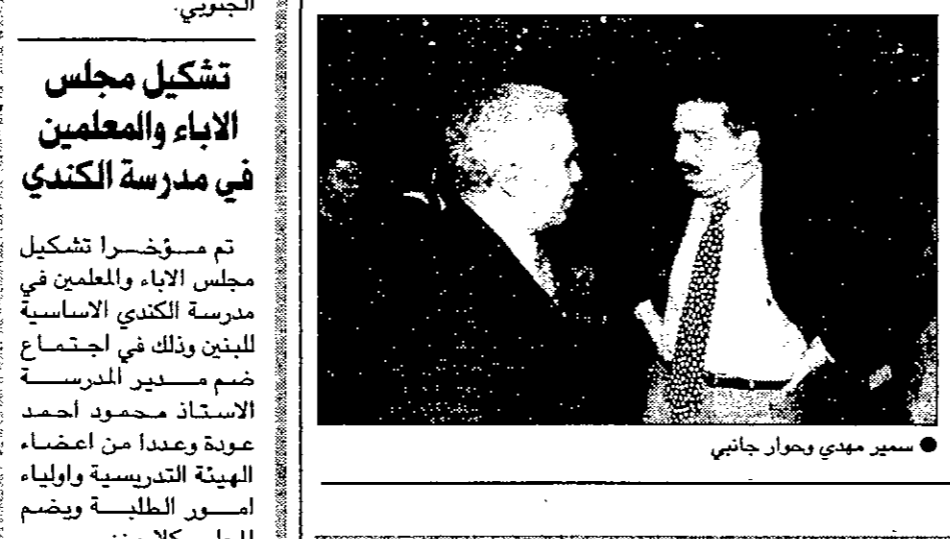 الجنوبي.
تشكيل مجلس
الاباء والمعلمين
في مدرسة الكندي
تم مؤخرا تشكيل
مجلس الاباء والمعلمين في
مدرسة الكندي الاساسية
للبنين وذلك في اجتماع
ضم مدير المدرسة
الاستاذ محمود احمد
عودة وعددا من اعضاء
الهيئة التدريسية واولياء
امور الطلبة ويضم
● سمير مهدي وحوار جانبي